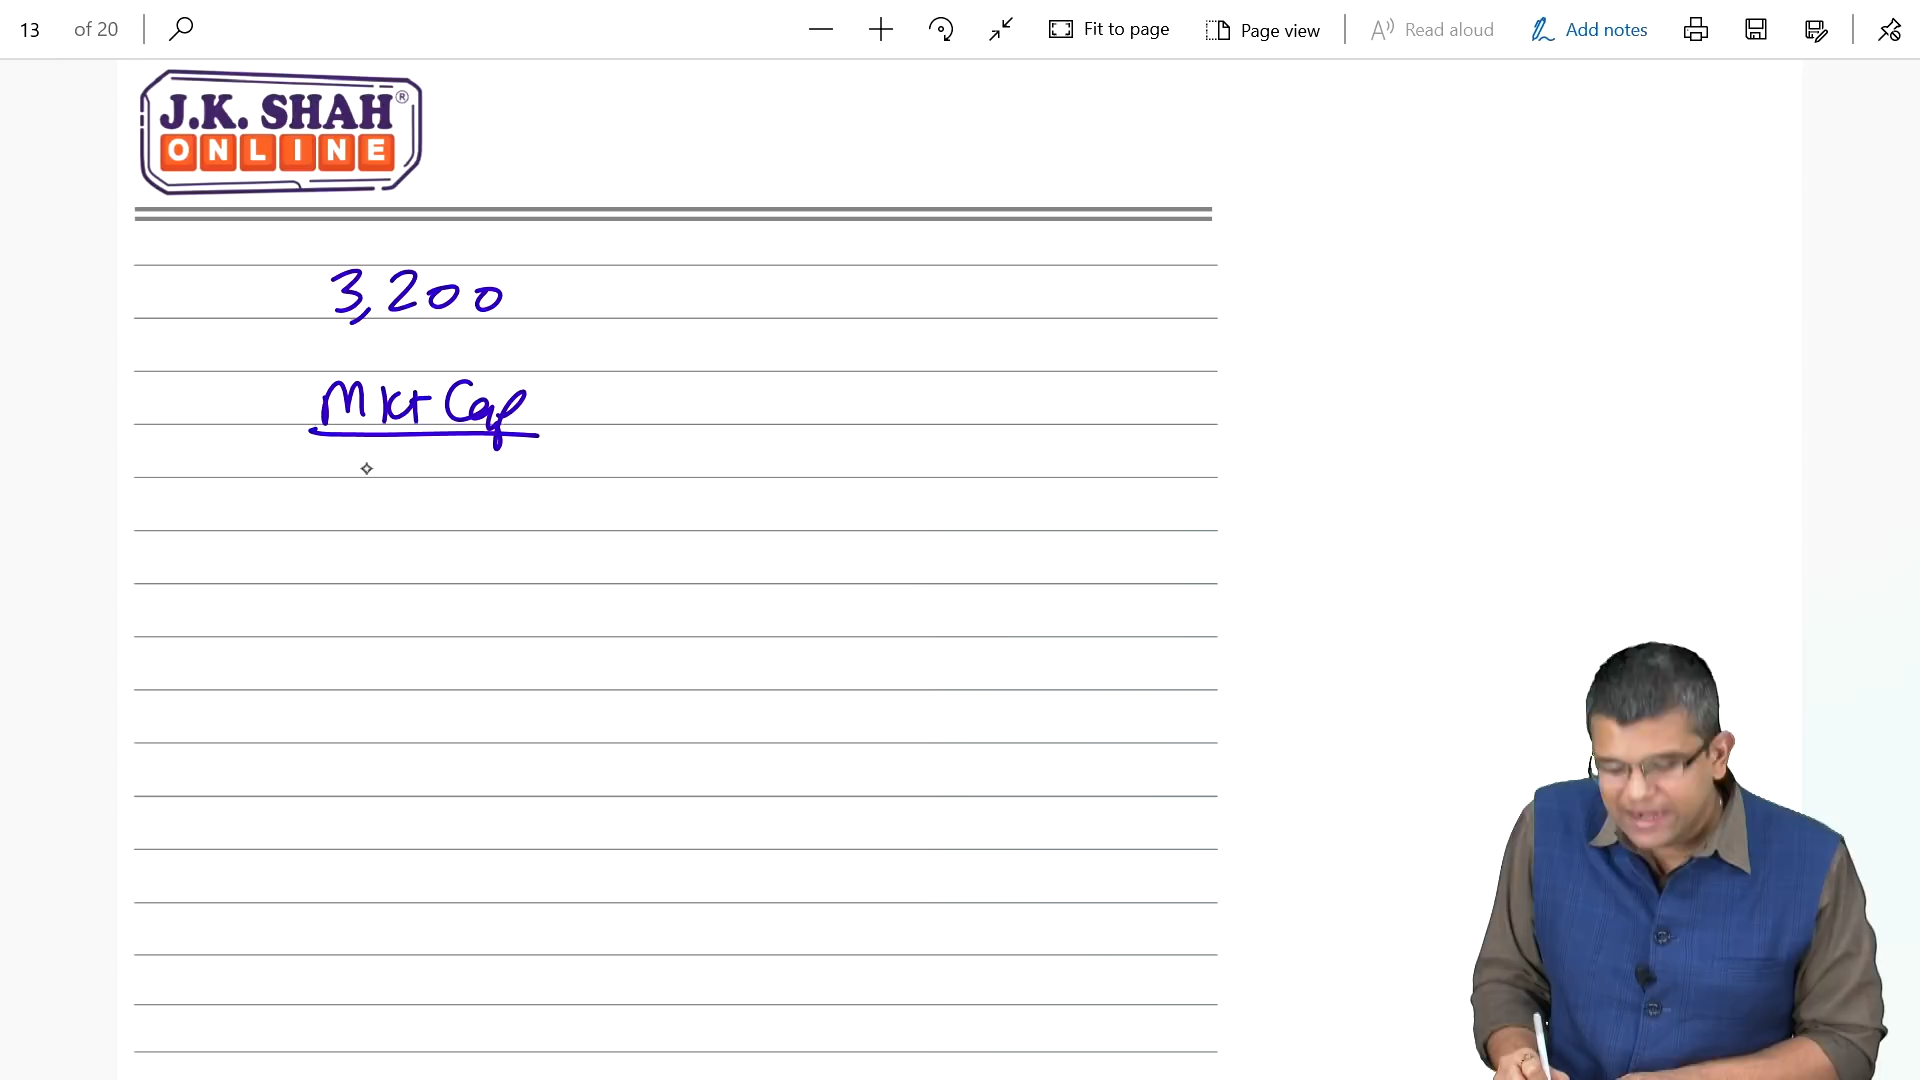 13 of 20 Fit to page Page view Read aloud Add notes
J.K. SHAH®
ONLINE
3,200
Mkt Cap